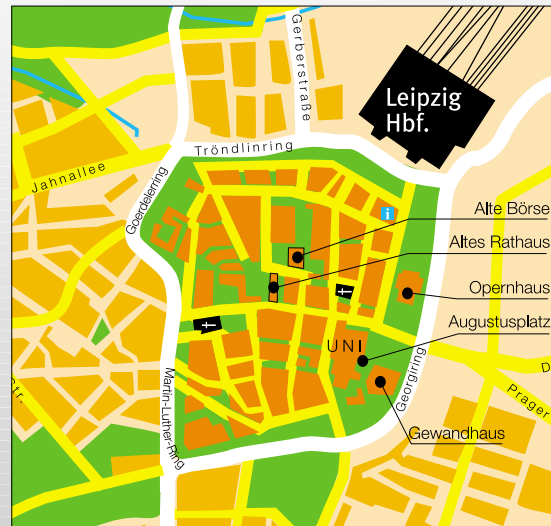 Gerberstraße
Leipzig
Hbf.
Tröndlinring
Jahnallee
Goerdelerring
i
Alte Börse
Altes Rathaus
Opernhaus
Augustusplatz
UNI
Georgiring
D
Prager
Str.
Martin-Luther-Ring
Gewandhaus